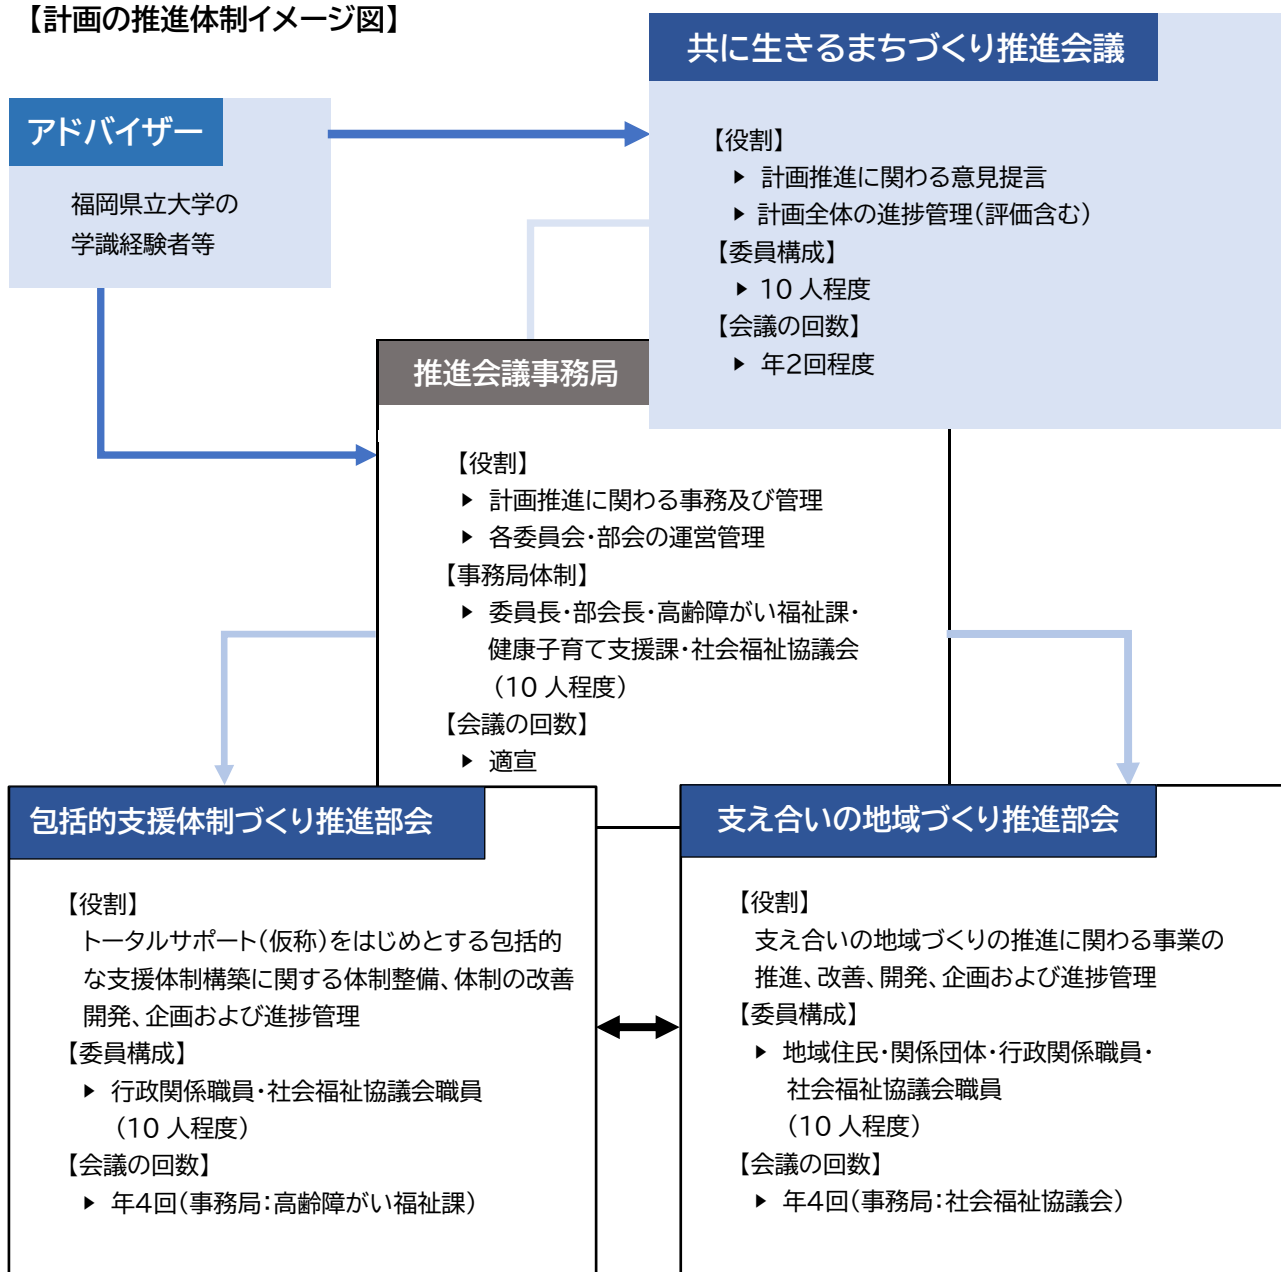 【計画の推進体制イメージ図】
共に生きるまちづくり推進会議
【役割】
▶ 計画推進に関わる意見提言
▶ 計画全体の進捗管理(評価含む)
【委員構成】
▶ 10 人程度
【会議の回数】
▶ 年2回程度
アドバイザー
福岡県立大学の
学識経験者等
推進会議事務局
【役割】
▶ 計画推進に関わる事務及び管理
▶ 各委員会・部会の運営管理
【事務局体制】
▶ 委員長・部会長・高齢障がい福祉課・
健康子育て支援課・社会福祉協議会
(10 人程度)
【会議の回数】
▶ 適宜
包括的支援体制づくり推進部会
【役割】
トータルサポート(仮称)をはじめとする包括的
な支援体制構築に関する体制整備、体制の改善
開発、企画および進捗管理
【委員構成】
▶ 行政関係職員・社会福祉協議会職員
(10 人程度)
【会議の回数】
▶ 年4回(事務局:高齢障がい福祉課)
支え合いの地域づくり推進部会
【役割】
支え合いの地域づくりの推進に関わる事業の
推進、改善、開発、企画および進捗管理
【委員構成】
▶ 地域住民・関係団体・行政関係職員・
社会福祉協議会職員
(10 人程度)
【会議の回数】
▶ 年4回(事務局:社会福祉協議会)